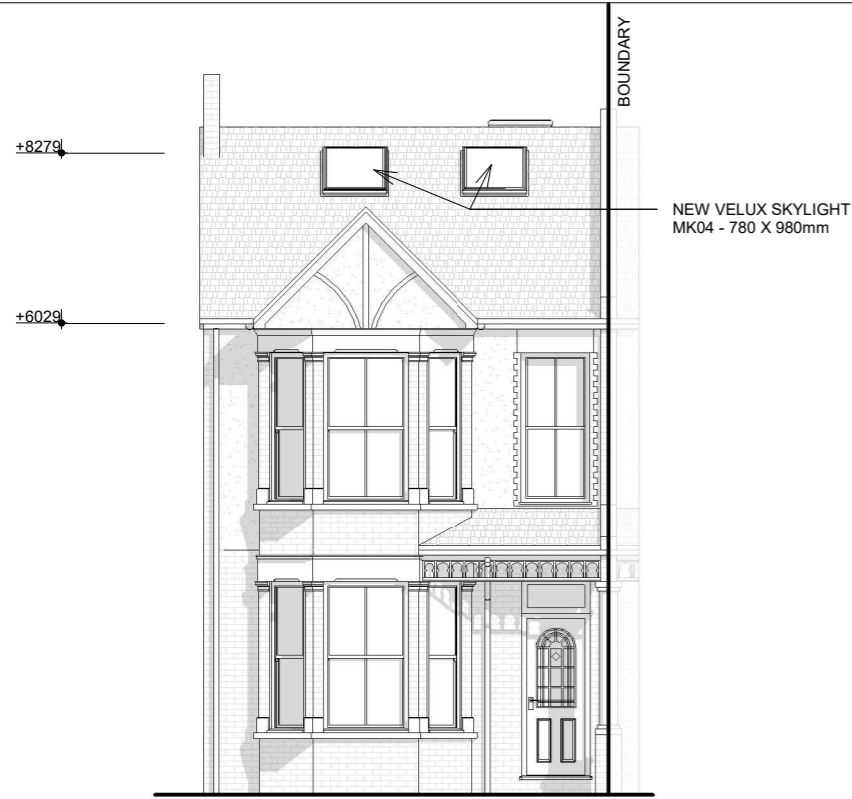 BOUNDARY
+8279
NEW VELUX SKYLIGHT
MK04 - 780 X 980mm
+6029